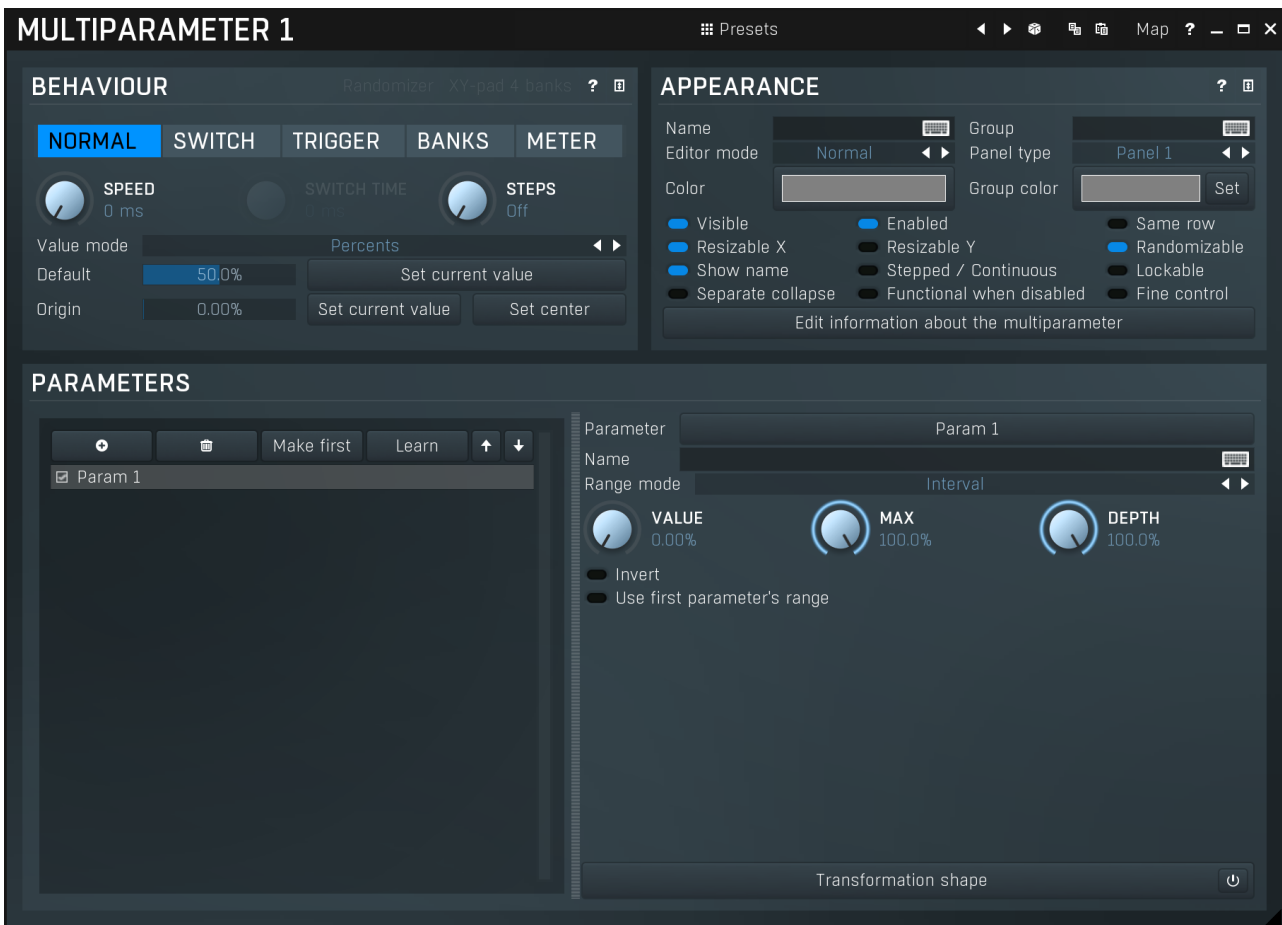 MULTIPARAMETER 1
Presets
Map ?
BEHAVIOUR
Randomizer XY-pad 4 banks ?
NORMAL SWITCH TRIGGER BANKS METER
SPEED
0 ms
SWITCH TIME
STEPS
Off
Value mode Percents
Default 50.0% Set current value
Origin 0.00% Set current value Set center
APPEARANCE ?
Name Group
Editor mode Normal Panel type Panel 1
Color Group color Set
Visible Enabled Same row
Resizable X Resizable Y Randomizable
Show name Stepped / Continuous Lockable
Separate collapse Functional when disabled Fine control
Edit information about the multiparameter
PARAMETERS
Make first Learn
Param 1
Parameter Param 1
Name
Range mode Interval
VALUE
0.00%
MAX
100.0%
DEPTH
100.0%
Invert
Use first parameter's range
Transformation shape